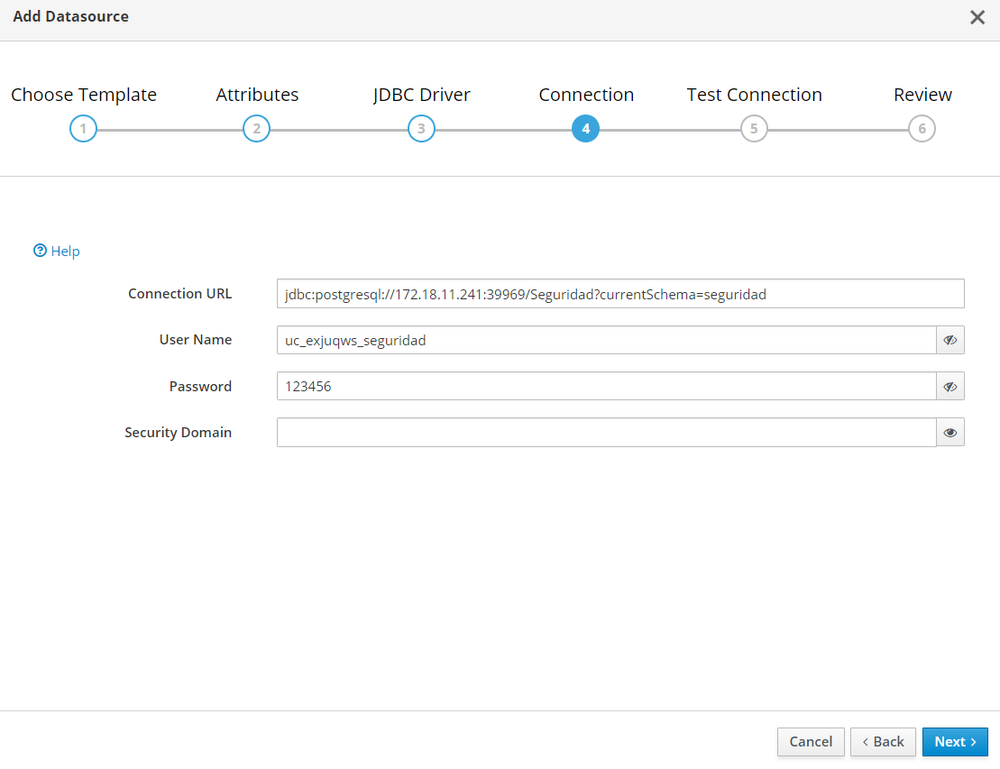 Add Datasource
Choose Template Attributes JDBC Driver Connection Test Connection Review
1 2 3 4 5 6
Help
Connection URL jdbc:postgresql://172.18.11.241:39969/Seguridad?currentSchema=seguridad
User Name uc_exjuqws_seguridad
Password 123456
Security Domain
Cancel < Back Next >